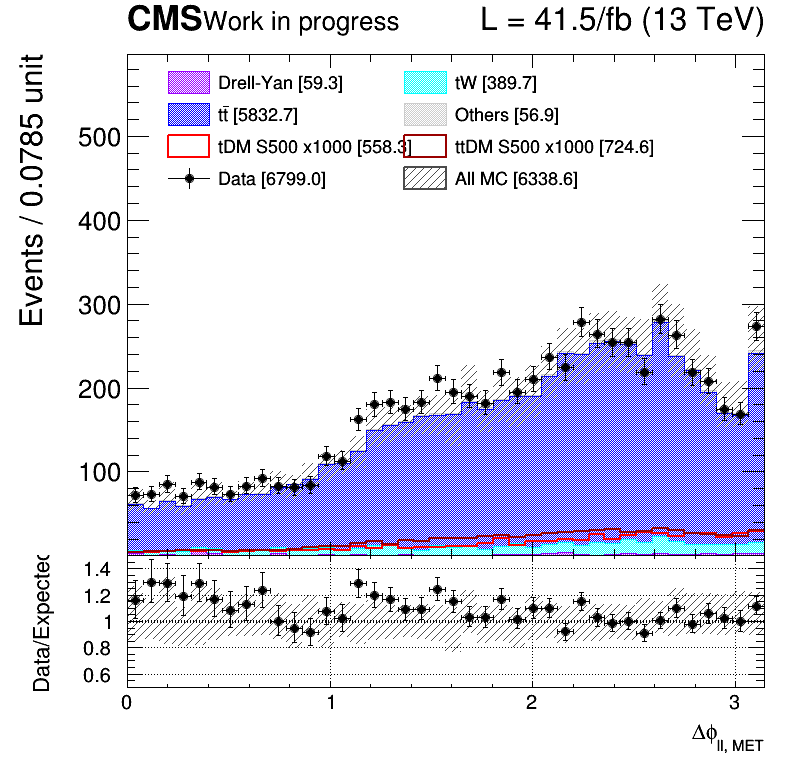 CMS Work in progress L = 41.5/fb (13 TeV)
Events / 0.0785 unit
Drell-Yan [59.3] tW [389.7]
tt̄ [5832.7] Others [56.9]
tDM S500 x1000 [558.3] ttDM S500 x1000 [724.6]
Data [6799.0] All MC [6338.6]
500
400
300
200
100
Data/Expected
1.4
1.2
1
0.8
0.6
0 1 2 3
Δϕll, MET